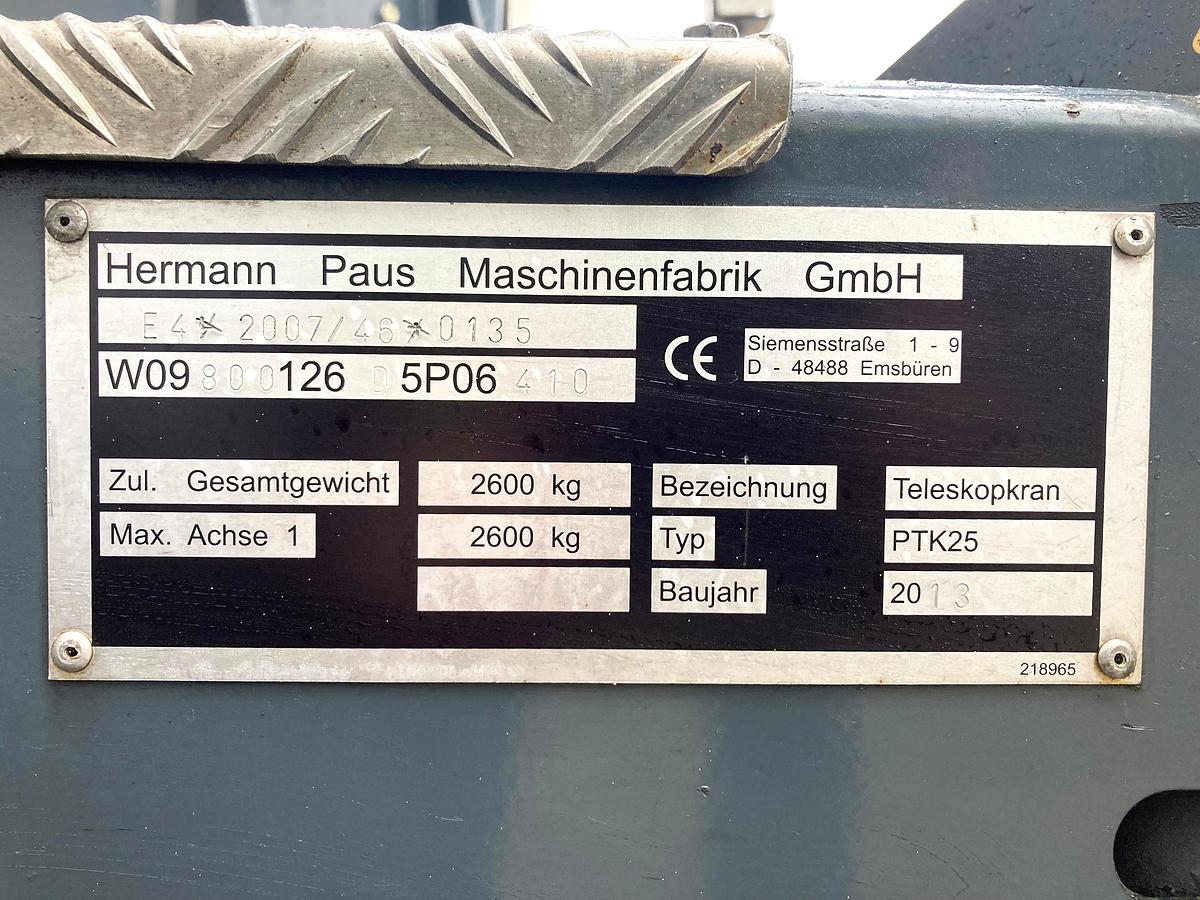 Hermann Paus Maschinenfabrik GmbH
E4*2007/46*0135
W09800126D5P06410
CE
Siemensstraße 1 - 9
D - 48488 Emsbüren
Zul. Gesamtgewicht 2600 kg
Max. Achse 1 2600 kg
Bezeichnung Teleskopkran
Typ PTK25
Baujahr 2013
218965